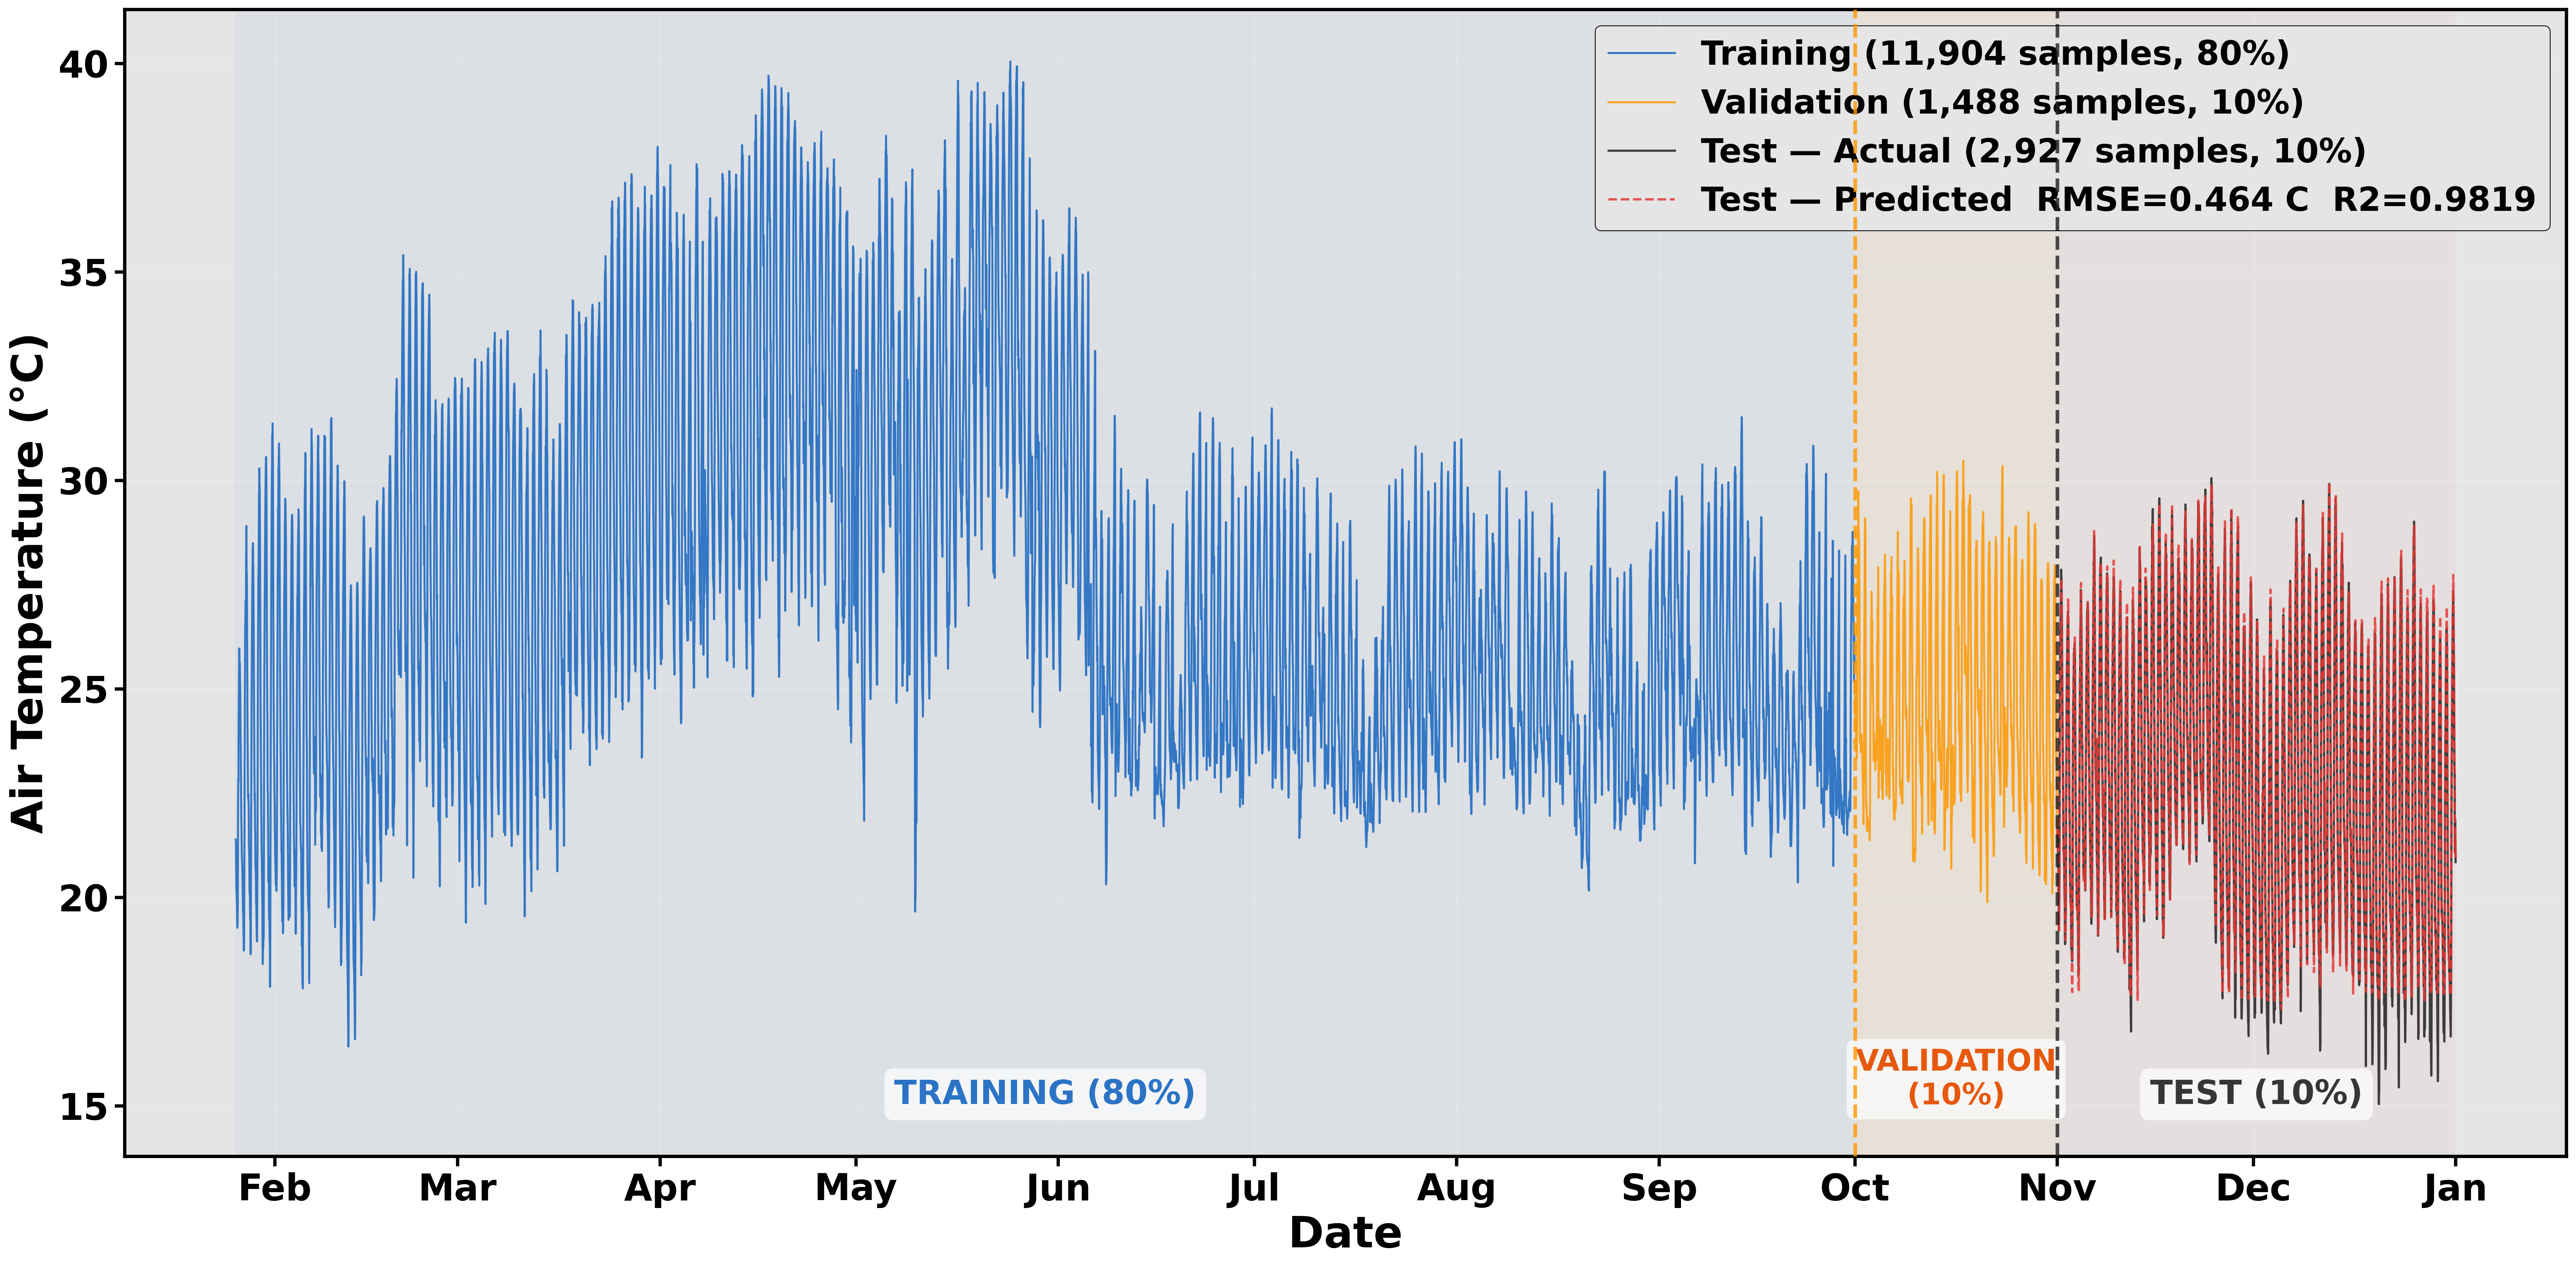 Training (11,904 samples, 80%)
Validation (1,488 samples, 10%)
Test — Actual (2,927 samples, 10%)
Test — Predicted  RMSE=0.464 C  R2=0.9819
Air Temperature (°C)
40
35
30
25
20
15
TRAINING (80%)
VALIDATION
(10%)
TEST (10%)
Feb Mar Apr May Jun Jul Aug Sep Oct Nov Dec Jan
Date